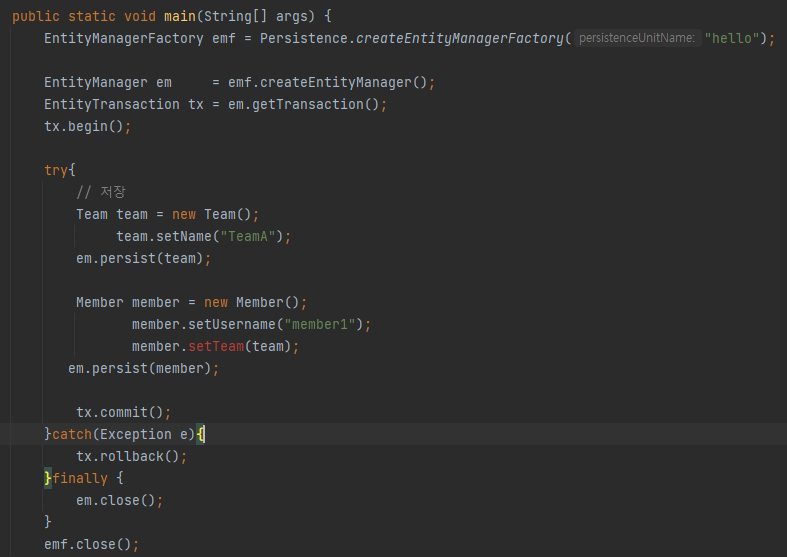 public static void main(String[] args) {
EntityManagerFactory emf = Persistence.createEntityManagerFactory( persistenceUnitName: "hello");
EntityManager em     = emf.createEntityManager();
EntityTransaction tx = em.getTransaction();
tx.begin();
try{
// 저장
Team team = new Team();
team.setName("TeamA");
em.persist(team);
Member member = new Member();
member.setUsername("member1");
member.setTeam(team);
em.persist(member);
tx.commit();
}catch(Exception e){
tx.rollback();
}finally {
em.close();
}
emf.close();